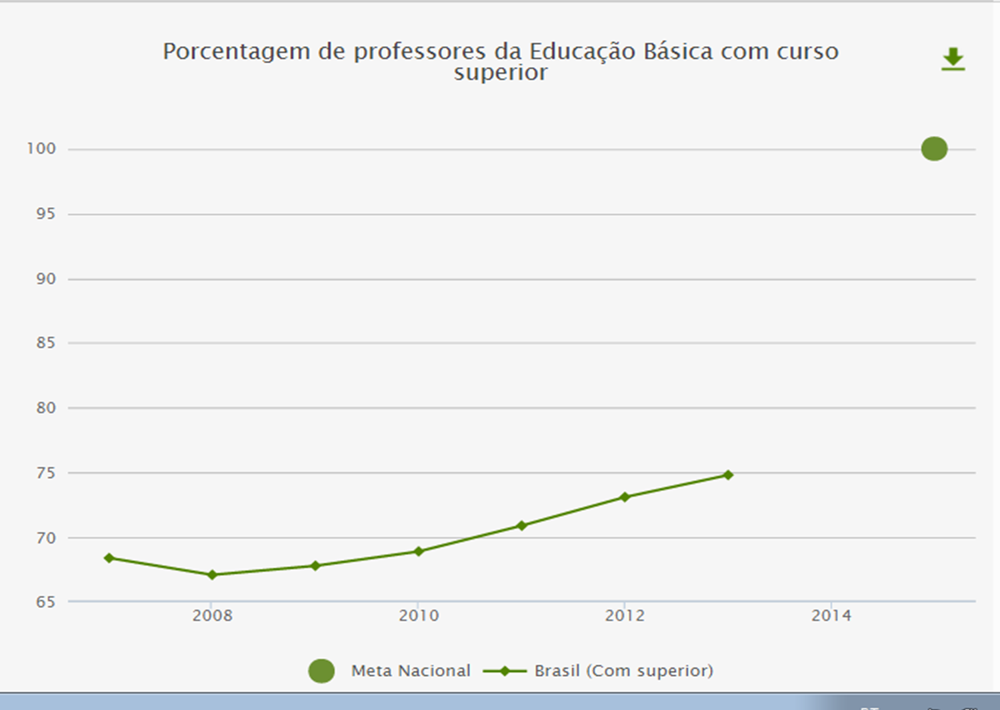 Porcentagem de professores da Educação Básica com curso
superior
100
95
90
85
80
75
70
65
2008 2010 2012 2014
Meta Nacional Brasil (Com superior)